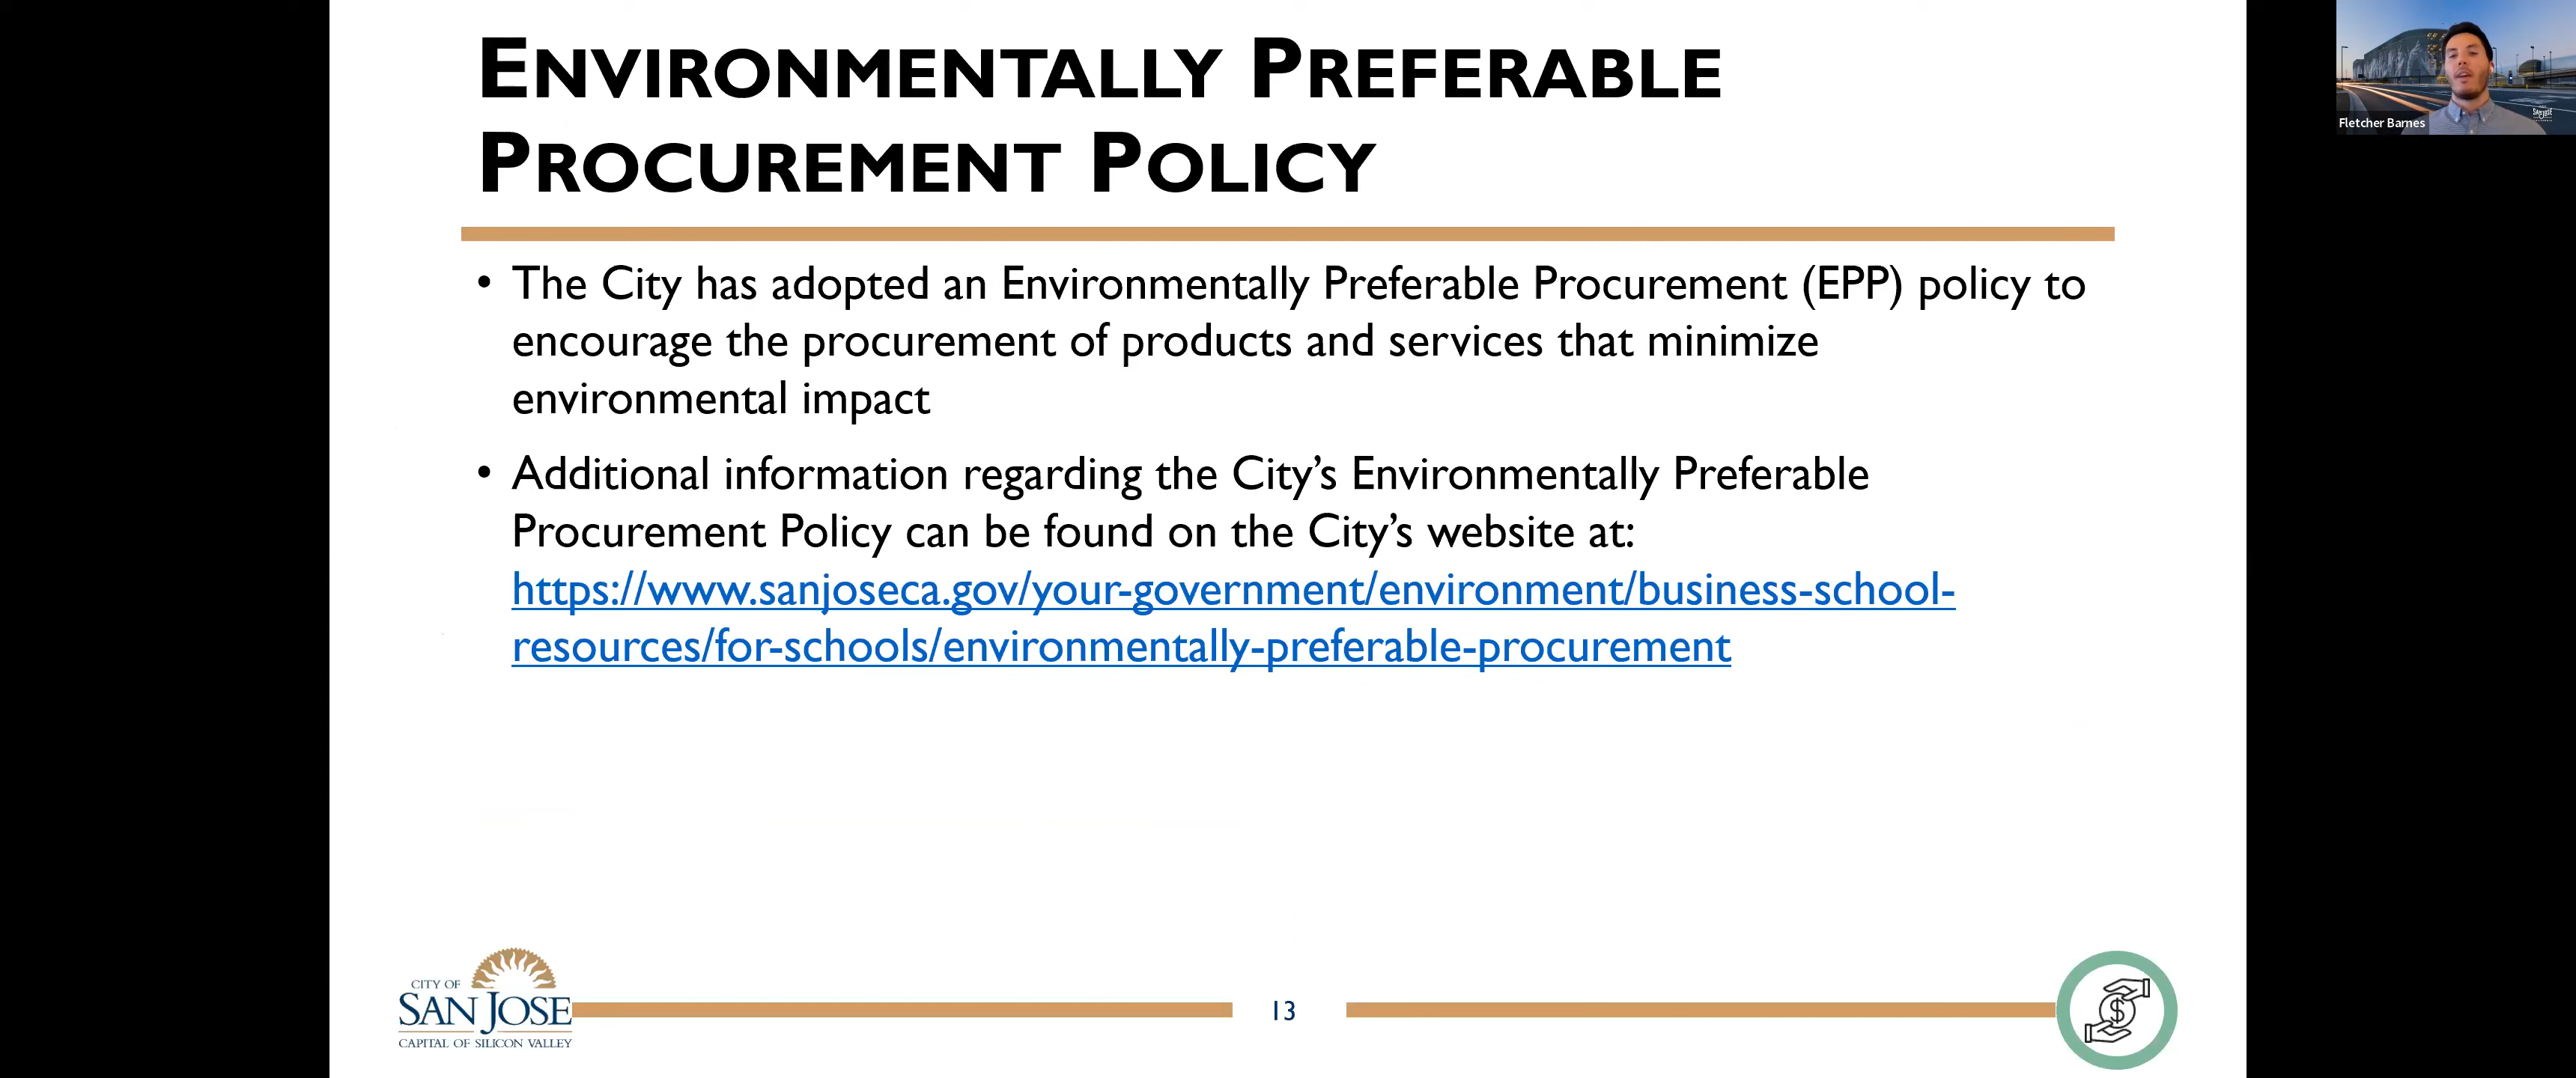 ENVIRONMENTALLY PREFERABLE
PROCUREMENT POLICY
• The City has adopted an Environmentally Preferable Procurement (EPP) policy to
encourage the procurement of products and services that minimize
environmental impact
• Additional information regarding the City’s Environmentally Preferable
Procurement Policy can be found on the City’s website at:
https://www.sanjoseca.gov/your-government/environment/business-school-
resources/for-schools/environmentally-preferable-procurement
Fletcher Barnes
CITY OF
SAN JOSE
CAPITAL OF SILICON VALLEY
13
$